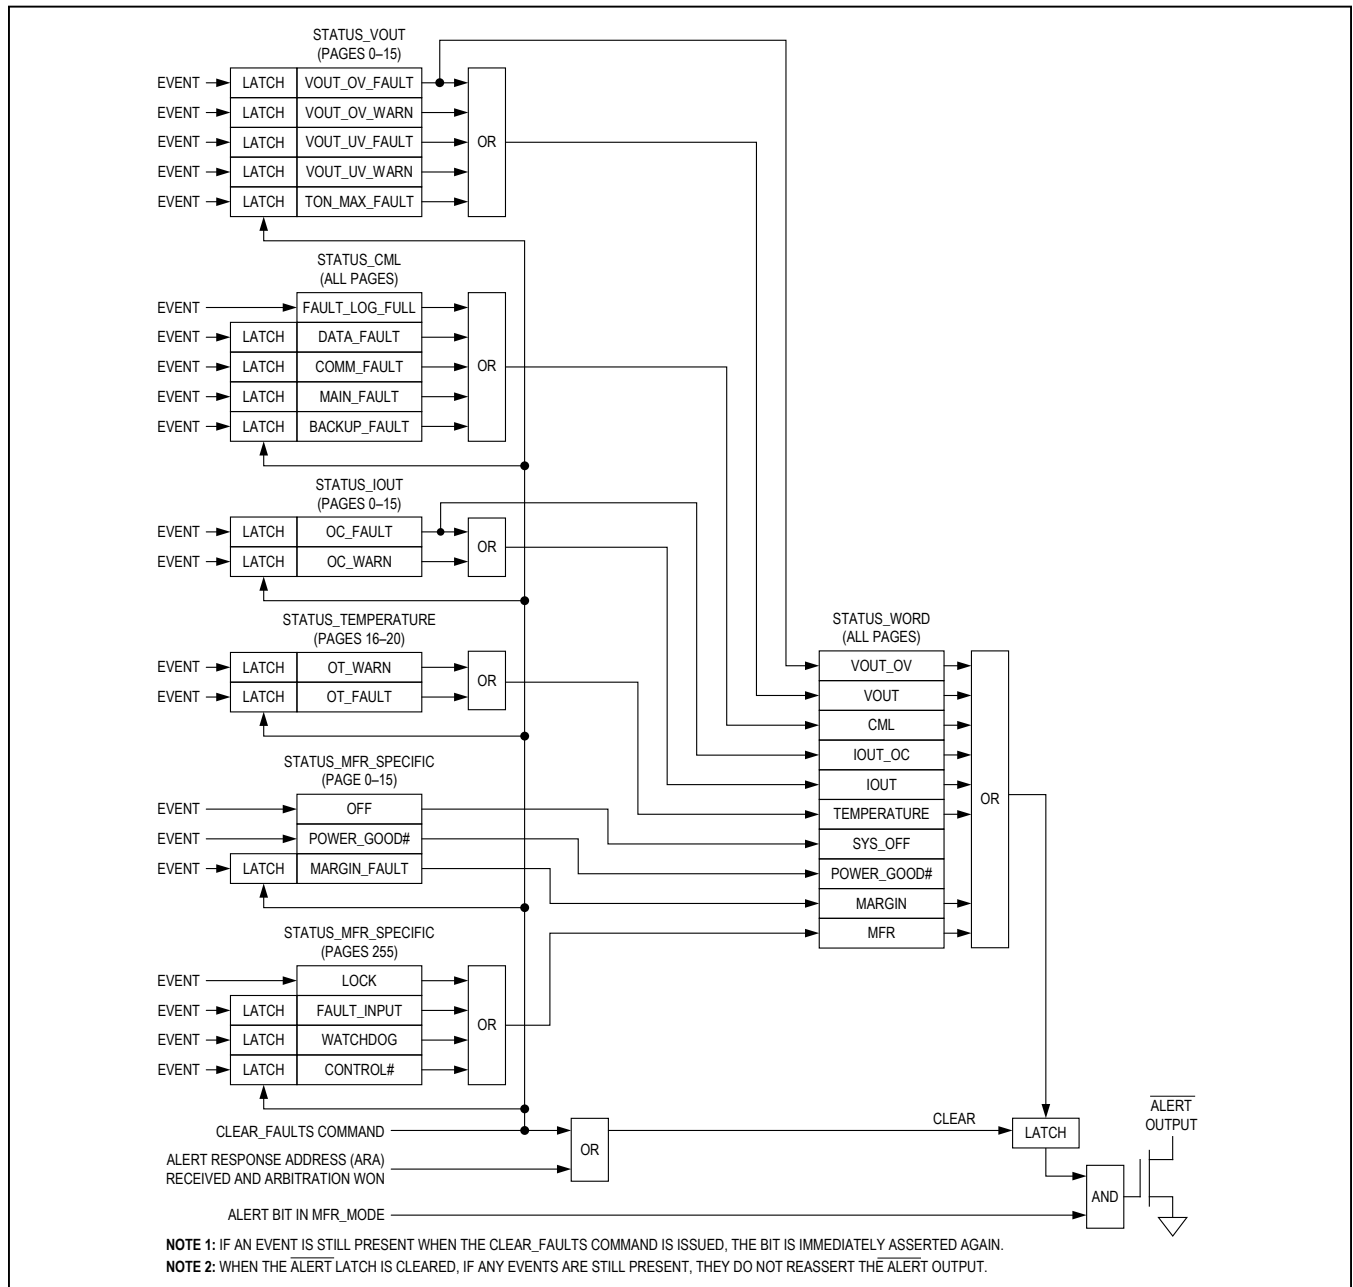 STATUS_VOUT
(PAGES 0–15)
EVENT LATCH VOUT_OV_FAULT
EVENT LATCH VOUT_OV_WARN
EVENT LATCH VOUT_UV_FAULT OR
EVENT LATCH VOUT_UV_WARN
EVENT LATCH TON_MAX_FAULT
STATUS_CML
(ALL PAGES)
EVENT FAULT_LOG_FULL
EVENT LATCH DATA_FAULT
EVENT LATCH COMM_FAULT OR
EVENT LATCH MAIN_FAULT
EVENT LATCH BACKUP_FAULT
STATUS_IOUT
(PAGES 0–15)
EVENT LATCH OC_FAULT
OR
EVENT LATCH OC_WARN
STATUS_TEMPERATURE
(PAGES 16–20)
EVENT LATCH OT_WARN
OR
EVENT LATCH OT_FAULT
STATUS_MFR_SPECIFIC
(PAGE 0–15)
EVENT OFF
EVENT POWER_GOOD#
EVENT LATCH MARGIN_FAULT
STATUS_MFR_SPECIFIC
(PAGES 255)
EVENT LOCK
EVENT LATCH FAULT_INPUT
OR
EVENT LATCH WATCHDOG
EVENT LATCH CONTROL#
STATUS_WORD
(ALL PAGES)
VOUT_OV
VOUT
CML
IOUT_OC
IOUT
OR
TEMPERATURE
SYS_OFF
POWER_GOOD#
MARGIN
MFR
CLEAR_FAULTS COMMAND
OR
ALERT RESPONSE ADDRESS (ARA)
RECEIVED AND ARBITRATION WON
CLEAR
LATCH
ALERT
OUTPUT
AND
ALERT BIT IN MFR_MODE
NOTE 1: IF AN EVENT IS STILL PRESENT WHEN THE CLEAR_FAULTS COMMAND IS ISSUED, THE BIT IS IMMEDIATELY ASSERTED AGAIN.
NOTE 2: WHEN THE ALERT LATCH IS CLEARED, IF ANY EVENTS ARE STILL PRESENT, THEY DO NOT REASSERT THE ALERT OUTPUT.